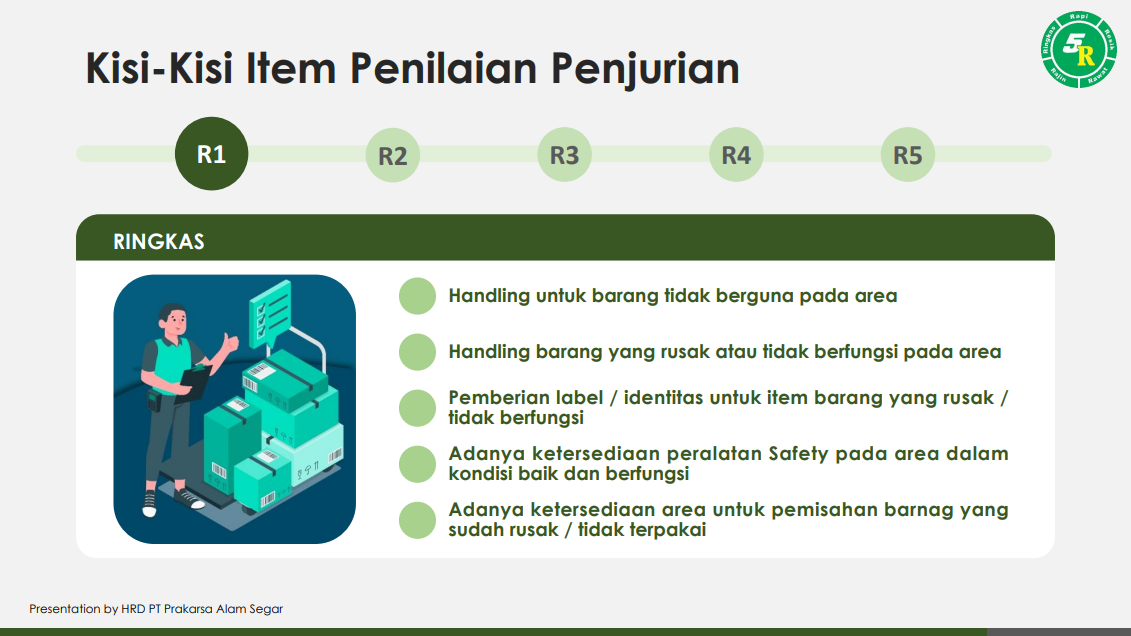 Kisi-Kisi Item Penilaian Penjurian
Ringkas Rapi Resik Rawat Rajin
5R
R1 R2 R3 R4 R5
RINGKAS
Handling untuk barang tidak berguna pada area
Handling barang yang rusak atau tidak berfungsi pada area
Pemberian label / identitas untuk item barang yang rusak /
tidak berfungsi
Adanya ketersediaan peralatan Safety pada area dalam
kondisi baik dan berfungsi
Adanya ketersediaan area untuk pemisahan barnag yang
sudah rusak / tidak terpakai
Presentation by HRD PT Prakarsa Alam Segar